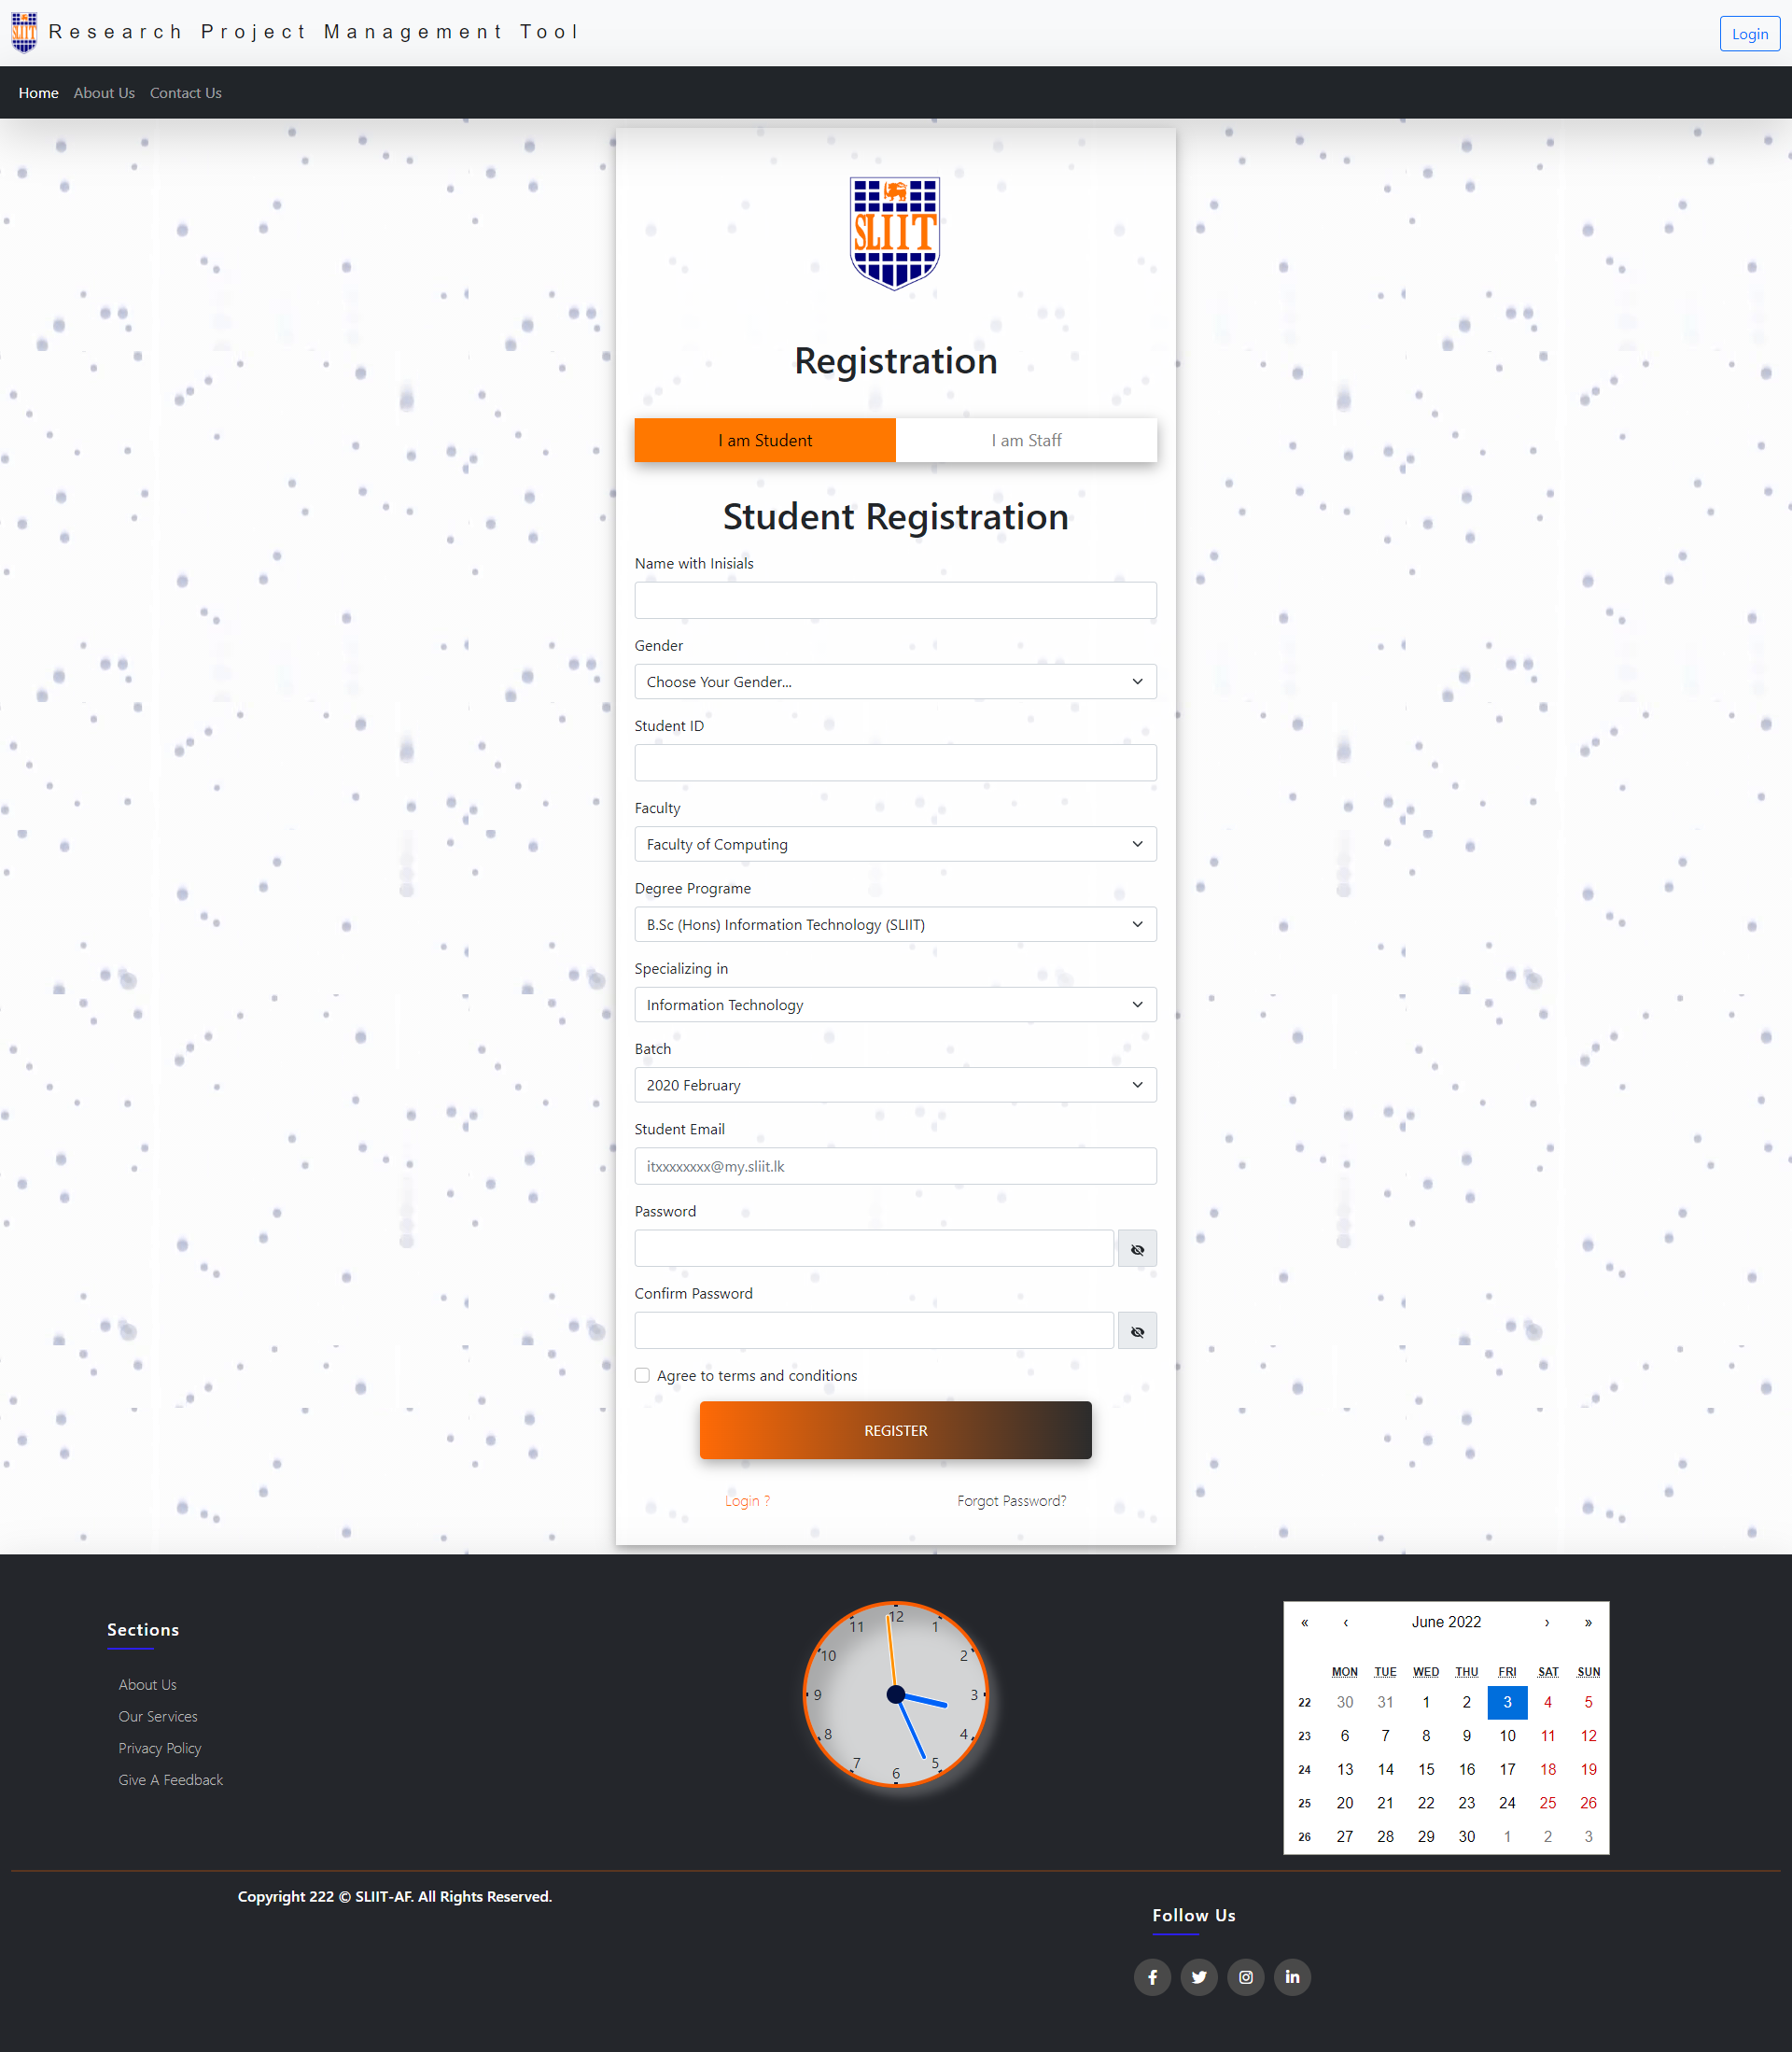 SLIIT Research Project Management Tool
Login
Home About Us Contact Us
SLIIT
Registration
I am Student I am Staff
Student Registration
Name with Inisials
Gender
Choose Your Gender...
Student ID
Faculty
Faculty of Computing
Degree Programe
B.Sc (Hons) Information Technology (SLIIT)
Specializing in
Information Technology
Batch
2020 February
Student Email
itxxxxxxxx@my.sliit.lk
Password
Confirm Password
Agree to terms and conditions
REGISTER
Login ? Forgot Password?
Sections
About Us
Our Services
Privacy Policy
Give A Feedback
12
1
2
3
4
5
6
7
8
9
10
11
« ‹ June 2022 › »
MON TUE WED THU FRI SAT SUN
22 30 31 1 2 3 4 5
23 6 7 8 9 10 11 12
24 13 14 15 16 17 18 19
25 20 21 22 23 24 25 26
26 27 28 29 30 1 2 3
Copyright 222 © SLIIT-AF. All Rights Reserved.
Follow Us